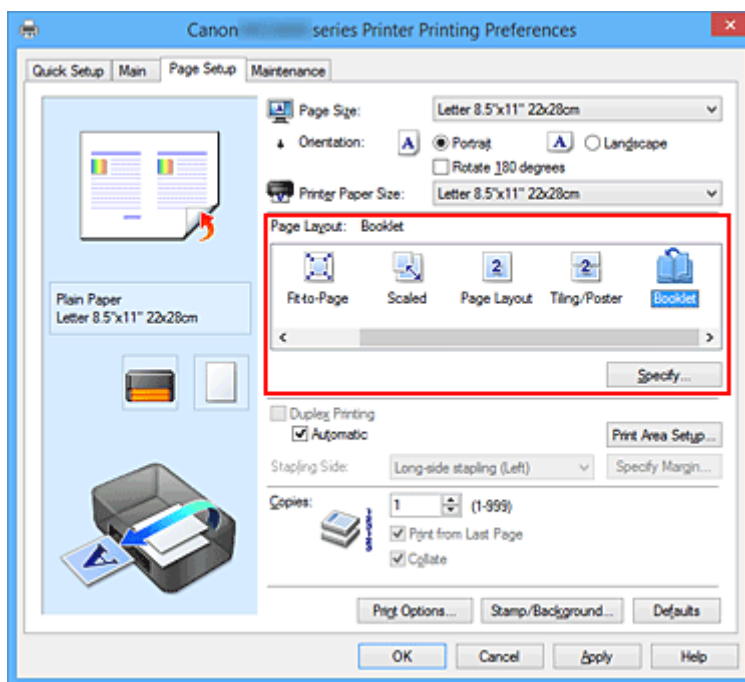 Canon series Printer Printing Preferences
Quick Setup Main Page Setup Maintenance
Page Size: Letter 8.5"x11" 22x28cm
Orientation: A Portrait A Landscape
Rotate 180 degrees
Printer Paper Size: Letter 8.5"x11" 22x28cm
Page Layout: Booklet
2 2
Fit-to-Page Scaled Page Layout Tiling/Poster Booklet
Specify...
Plain Paper
Letter 8.5"x11" 22x28cm
Duplex Printing
Automatic
Print Area Setup...
Stapling Side: Long-side stapling (Left) Specify Margin...
Copies: 1 (1-999)
Print from Last Page
Collate
A
Print Options... Stamp/Background... Defaults
OK Cancel Apply Help